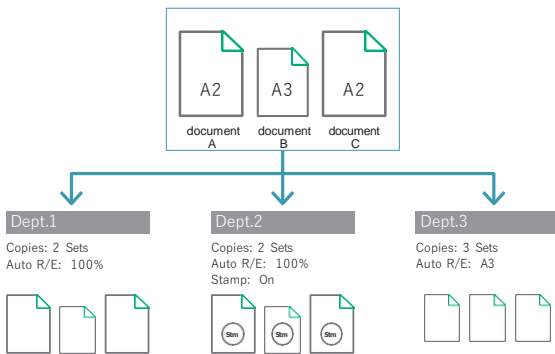 A2
A3
A2
document
A
document
B
document
C
Dept.1
Copies: 2 Sets
Auto R/E: 100%
Dept.2
Copies: 2 Sets
Auto R/E: 100%
Stamp: On
Stm
Stm
Stm
Dept.3
Copies: 3 Sets
Auto R/E: A3